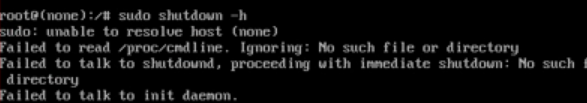 root@(none):/# sudo shutdown -h
sudo: unable to resolve host (none)
Failed to read /proc/cmdline. Ignoring: No such file or directory
Failed to talk to shutdownd, proceeding with immediate shutdown: No such f
directory
Failed to talk to init daemon.